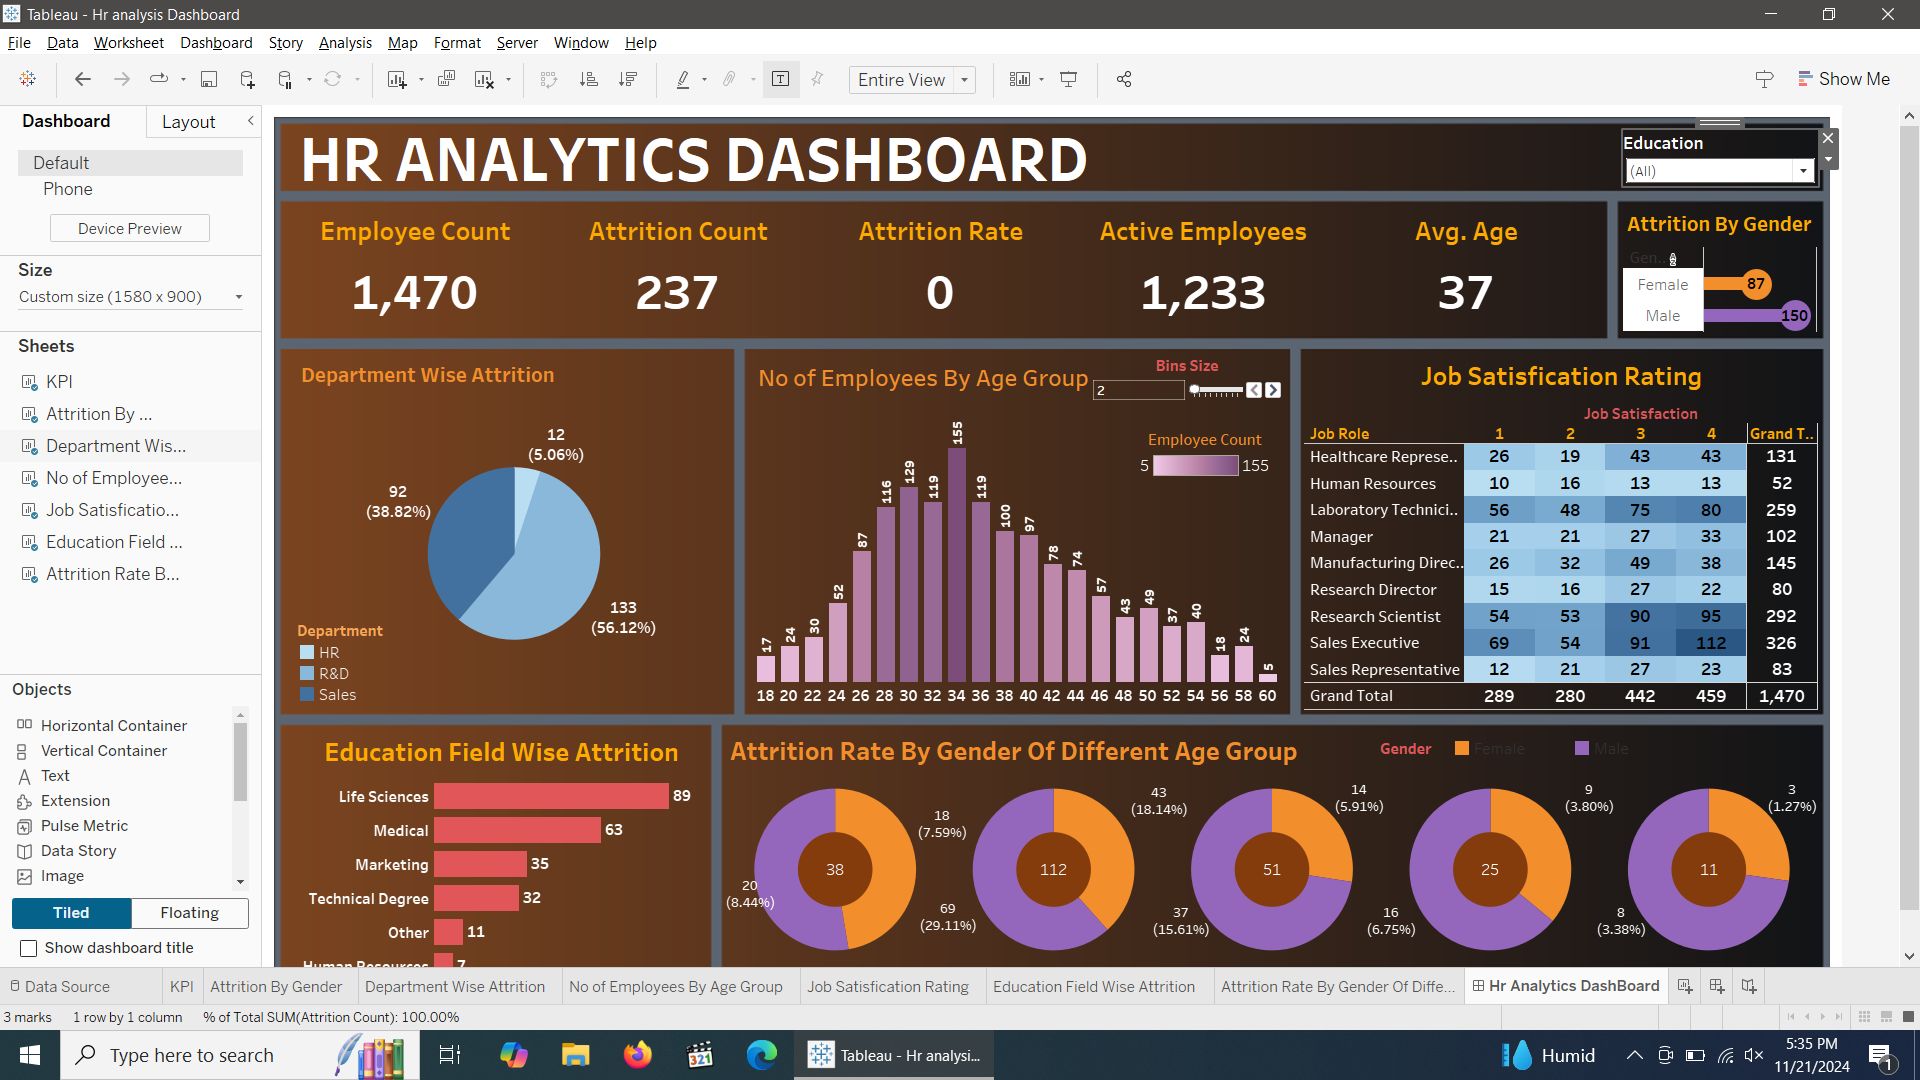 Tableau - Hr analysis Dashboard
File Data Worksheet Dashboard Story Analysis Map Format Server Window Help
Entire View
Show Me
Dashboard Layout
Default
Phone
Device Preview
Size
Custom size (1580 x 900)
Sheets
KPI
Attrition By ...
Department Wis...
No of Employee...
Job Satisficatio...
Education Field ...
Attrition Rate B...
Objects
Horizontal Container
Vertical Container
Text
Extension
Pulse Metric
Data Story
Image
Tiled Floating
Show dashboard title
HR ANALYTICS DASHBOARD
Education
(All)
Employee Count Attrition Count Attrition Rate Active Employees Avg. Age
1,470 237 0 1,233 37
Attrition By Gender
Gen..
Female 87
Male 150
Department Wise Attrition
12
(5.06%)
92
(38.82%)
133
(56.12%)
Department
HR
R&D
Sales
No of Employees By Age Group
Bins Size
2
Employee Count
5 155
17 24 30 52 87 116 129 119 155 119 100 97 78 74 57 43 49 37 40 18 24 5
18 20 22 24 26 28 30 32 34 36 38 40 42 44 46 48 50 52 54 56 58 60
Job Satisfication Rating
Job Satisfaction
Job Role 1 2 3 4 Grand T..
Healthcare Represe.. 26 19 43 43 131
Human Resources 10 16 13 13 52
Laboratory Technici.. 56 48 75 80 259
Manager 21 21 27 33 102
Manufacturing Direc.. 26 32 49 38 145
Research Director 15 16 27 22 80
Research Scientist 54 53 90 95 292
Sales Executive 69 54 91 112 326
Sales Representative 12 21 27 23 83
Grand Total 289 280 442 459 1,470
Education Field Wise Attrition
Life Sciences 89
Medical 63
Marketing 35
Technical Degree 32
Other 11
Human Resources 7
Attrition Rate By Gender Of Different Age Group
Gender Female Male
18
(7.59%)
38
20
(8.44%)
43
(18.14%)
112
69
(29.11%)
14
(5.91%)
51
37
(15.61%)
9
(3.80%)
25
16
(6.75%)
3
(1.27%)
11
8
(3.38%)
Data Source KPI Attrition By Gender Department Wise Attrition No of Employees By Age Group Job Satisfication Rating Education Field Wise Attrition Attrition Rate By Gender Of Diffe... Hr Analytics DashBoard
3 marks 1 row by 1 column % of Total SUM(Attrition Count): 100.00%
Type here to search
321
Tableau - Hr analysi...
Humid
5:35 PM
11/21/2024
1